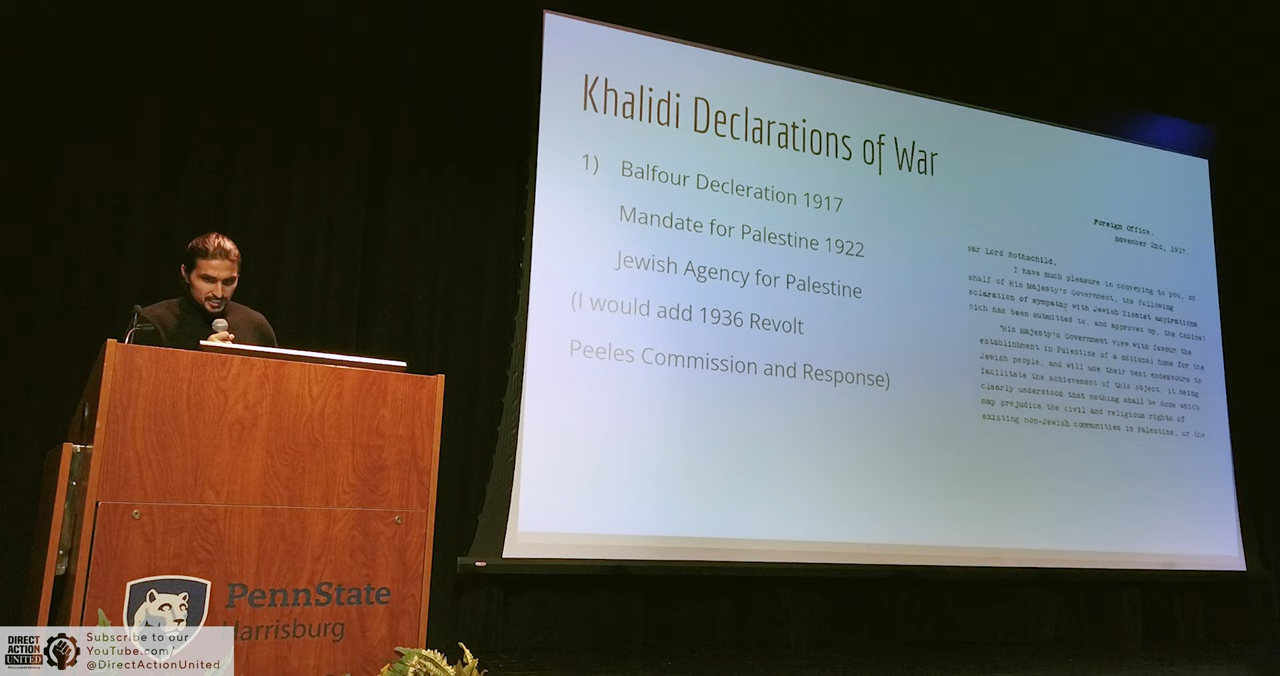 Khalidi Declarations of War
1) Balfour Decleration 1917
Mandate for Palestine 1922
Jewish Agency for Palestine
(I would add 1936 Revolt
Peeles Commission and Response)
Foreign Office,
November 2nd, 1917
ear Lord Rothschild,
I have much pleasure in conveying to you, on
ehalf of His Majesty's Government, the following
eclaration of sympathy with Jewish Zionist aspirations
hich has been submitted to, and approved by, the Cabinet
"His Majesty's Government view with favour the
establishment in Palestine of a national home for the
Jewish people, and will use their best endeavours to
facilitate the achievement of this object, it being
clearly understood that nothing shall be done which
may prejudice the civil and religious rights of
existing non-Jewish communities in Palestine, or the
PennState
Harrisburg
DIRECT
ACTION
UNITED
Subscribe to our
YouTube.com/
@DirectActionUnited